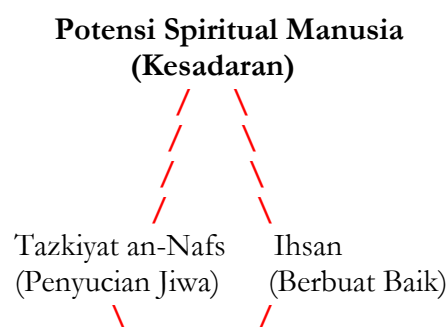 Potensi Spiritual Manusia
(Kesadaran)
Tazkiyat an-Nafs Ihsan
(Penyucian Jiwa) (Berbuat Baik)